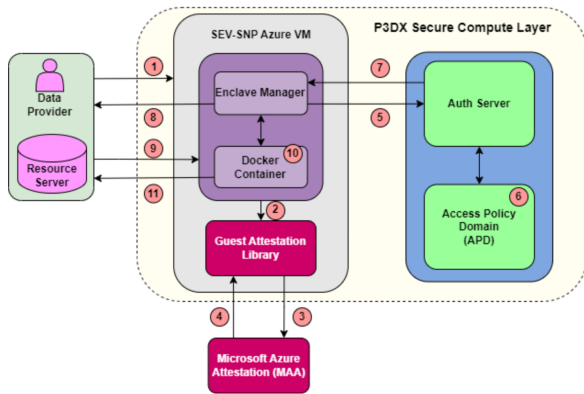 SEV-SNP Azure VM
P3DX Secure Compute Layer
1
7
Data
Provider
Enclave Manager
Auth Server
8
5
9
10
Docker
Container
Resource
Server
11
2
6
Access Policy
Domain
(APD)
Guest Attestation
Library
4
3
Microsoft Azure
Attestation (MAA)